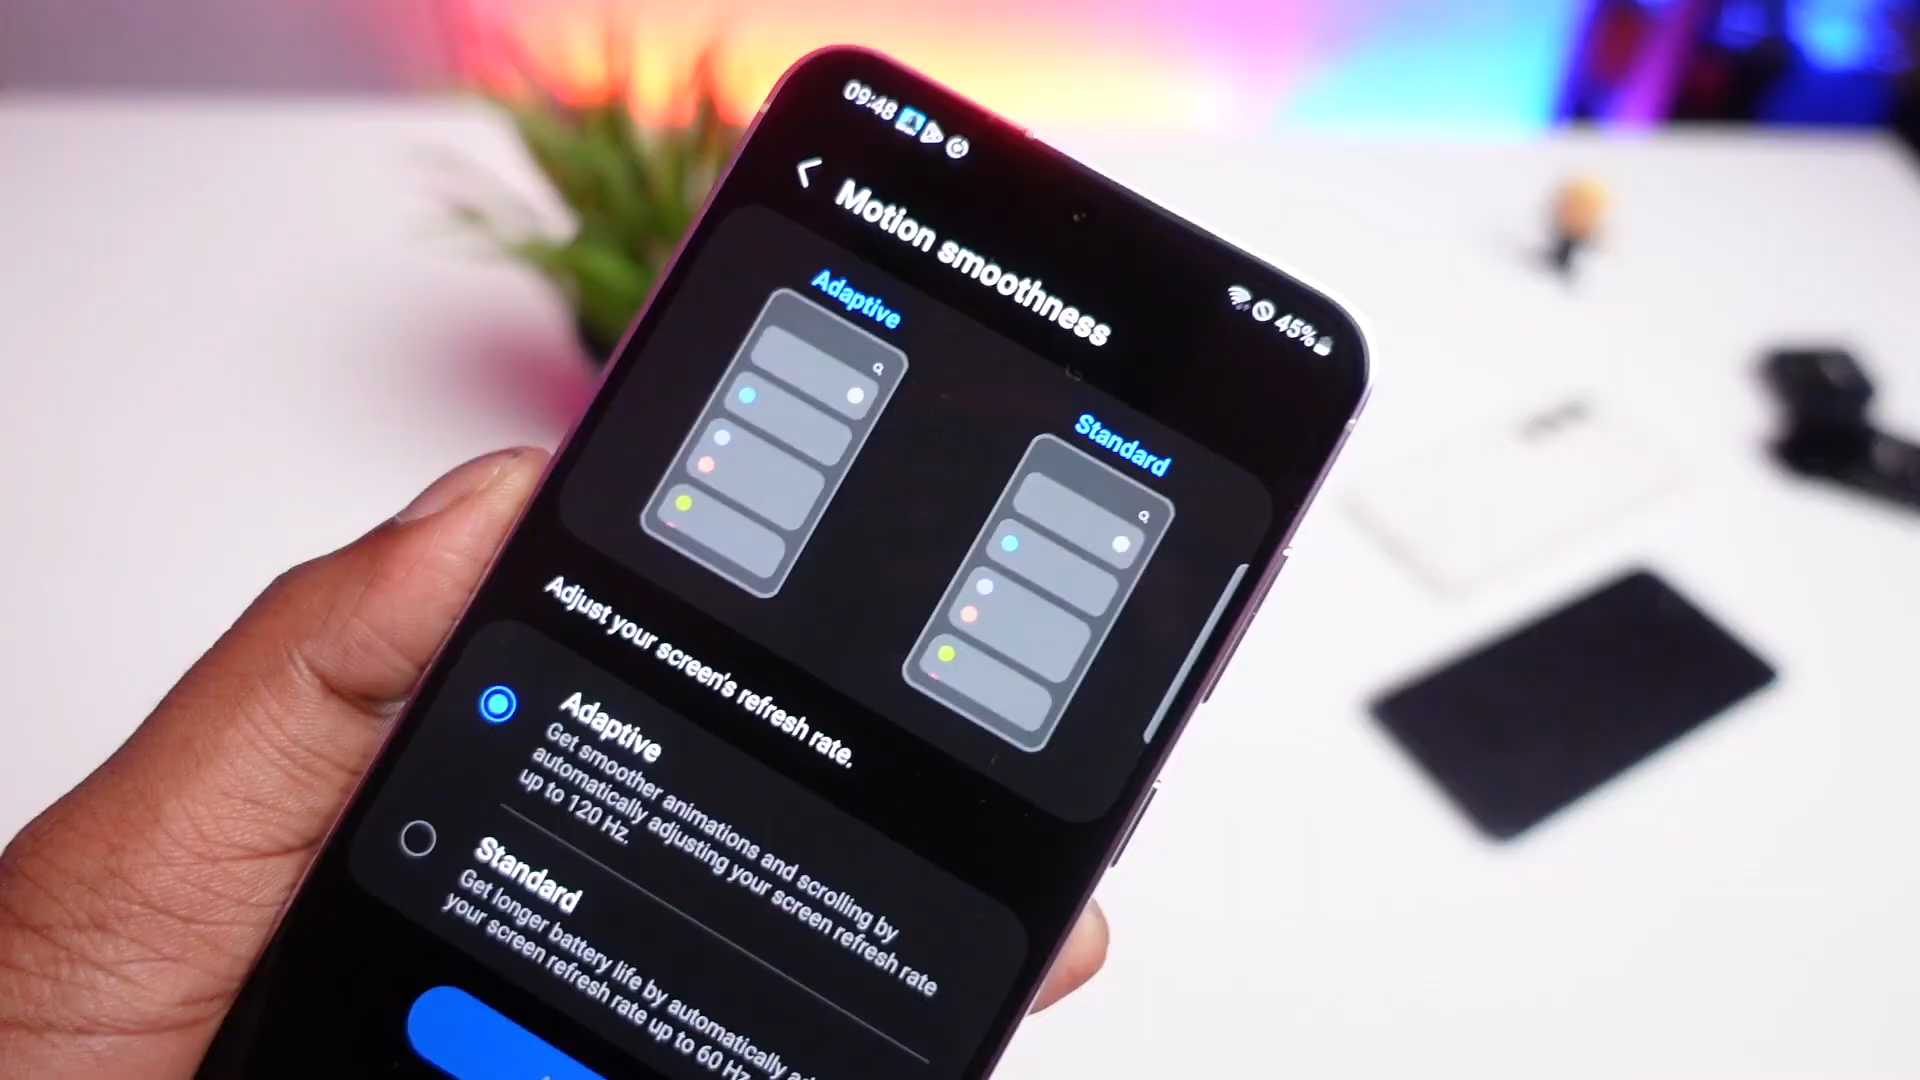 09:48
45%
Motion smoothness
Adaptive
Standard
Adjust your screen's refresh rate.
Adaptive
Get smoother animations and scrolling by
automatically adjusting your screen refresh rate
up to 120 Hz.
Standard
Get longer battery life by automatically
your screen refresh rate up to 60 Hz.